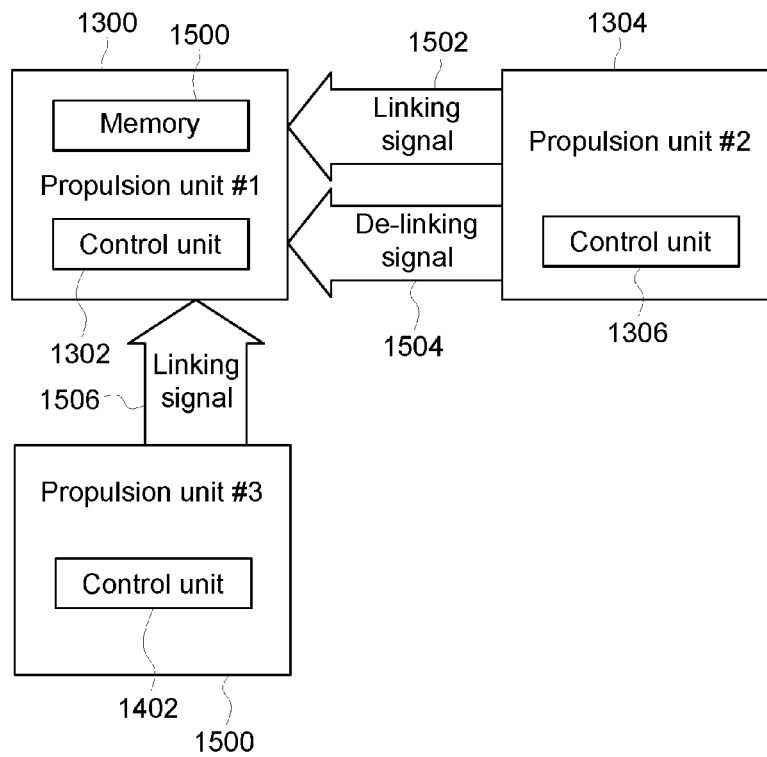 1300
1500
1502
1304
Memory
Propulsion unit #1
Control unit
Linking
signal
De-linking
signal
Propulsion unit #2
Control unit
1302
1504
1306
Linking
signal
1506
Propulsion unit #3
Control unit
1402
1500